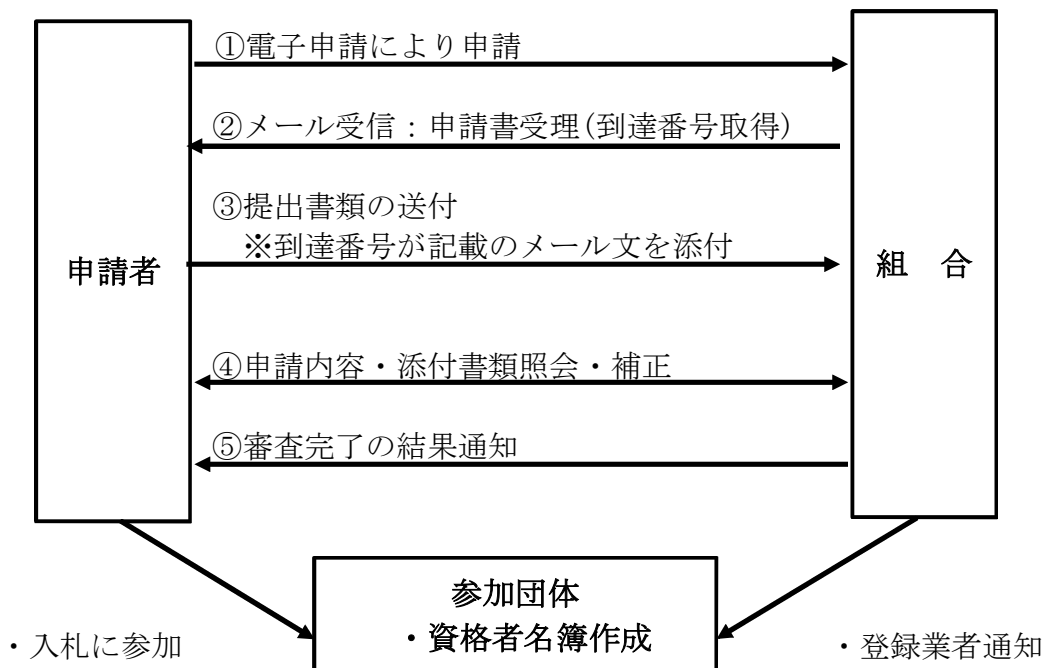 ①電子申請により申請
②メール受信：申請書受理(到達番号取得)
③提出書類の送付
※到達番号が記載のメール文を添付
申請者
組　合
④申請内容・添付書類照会・補正
⑤審査完了の結果通知
参加団体
・資格者名簿作成
・入札に参加
・登録業者通知